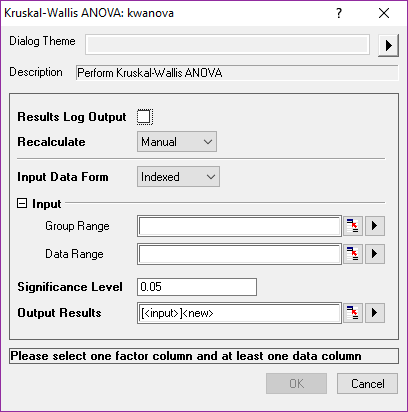 Kruskal-Wallis ANOVA: kwanova
Dialog Theme
Description Perform Kruskal-Wallis ANOVA
Results Log Output
Recalculate Manual
Input Data Form Indexed
Input
Group Range
Data Range
Significance Level 0.05
Output Results [<input>]<new>
Please select one factor column and at least one data column
OK Cancel